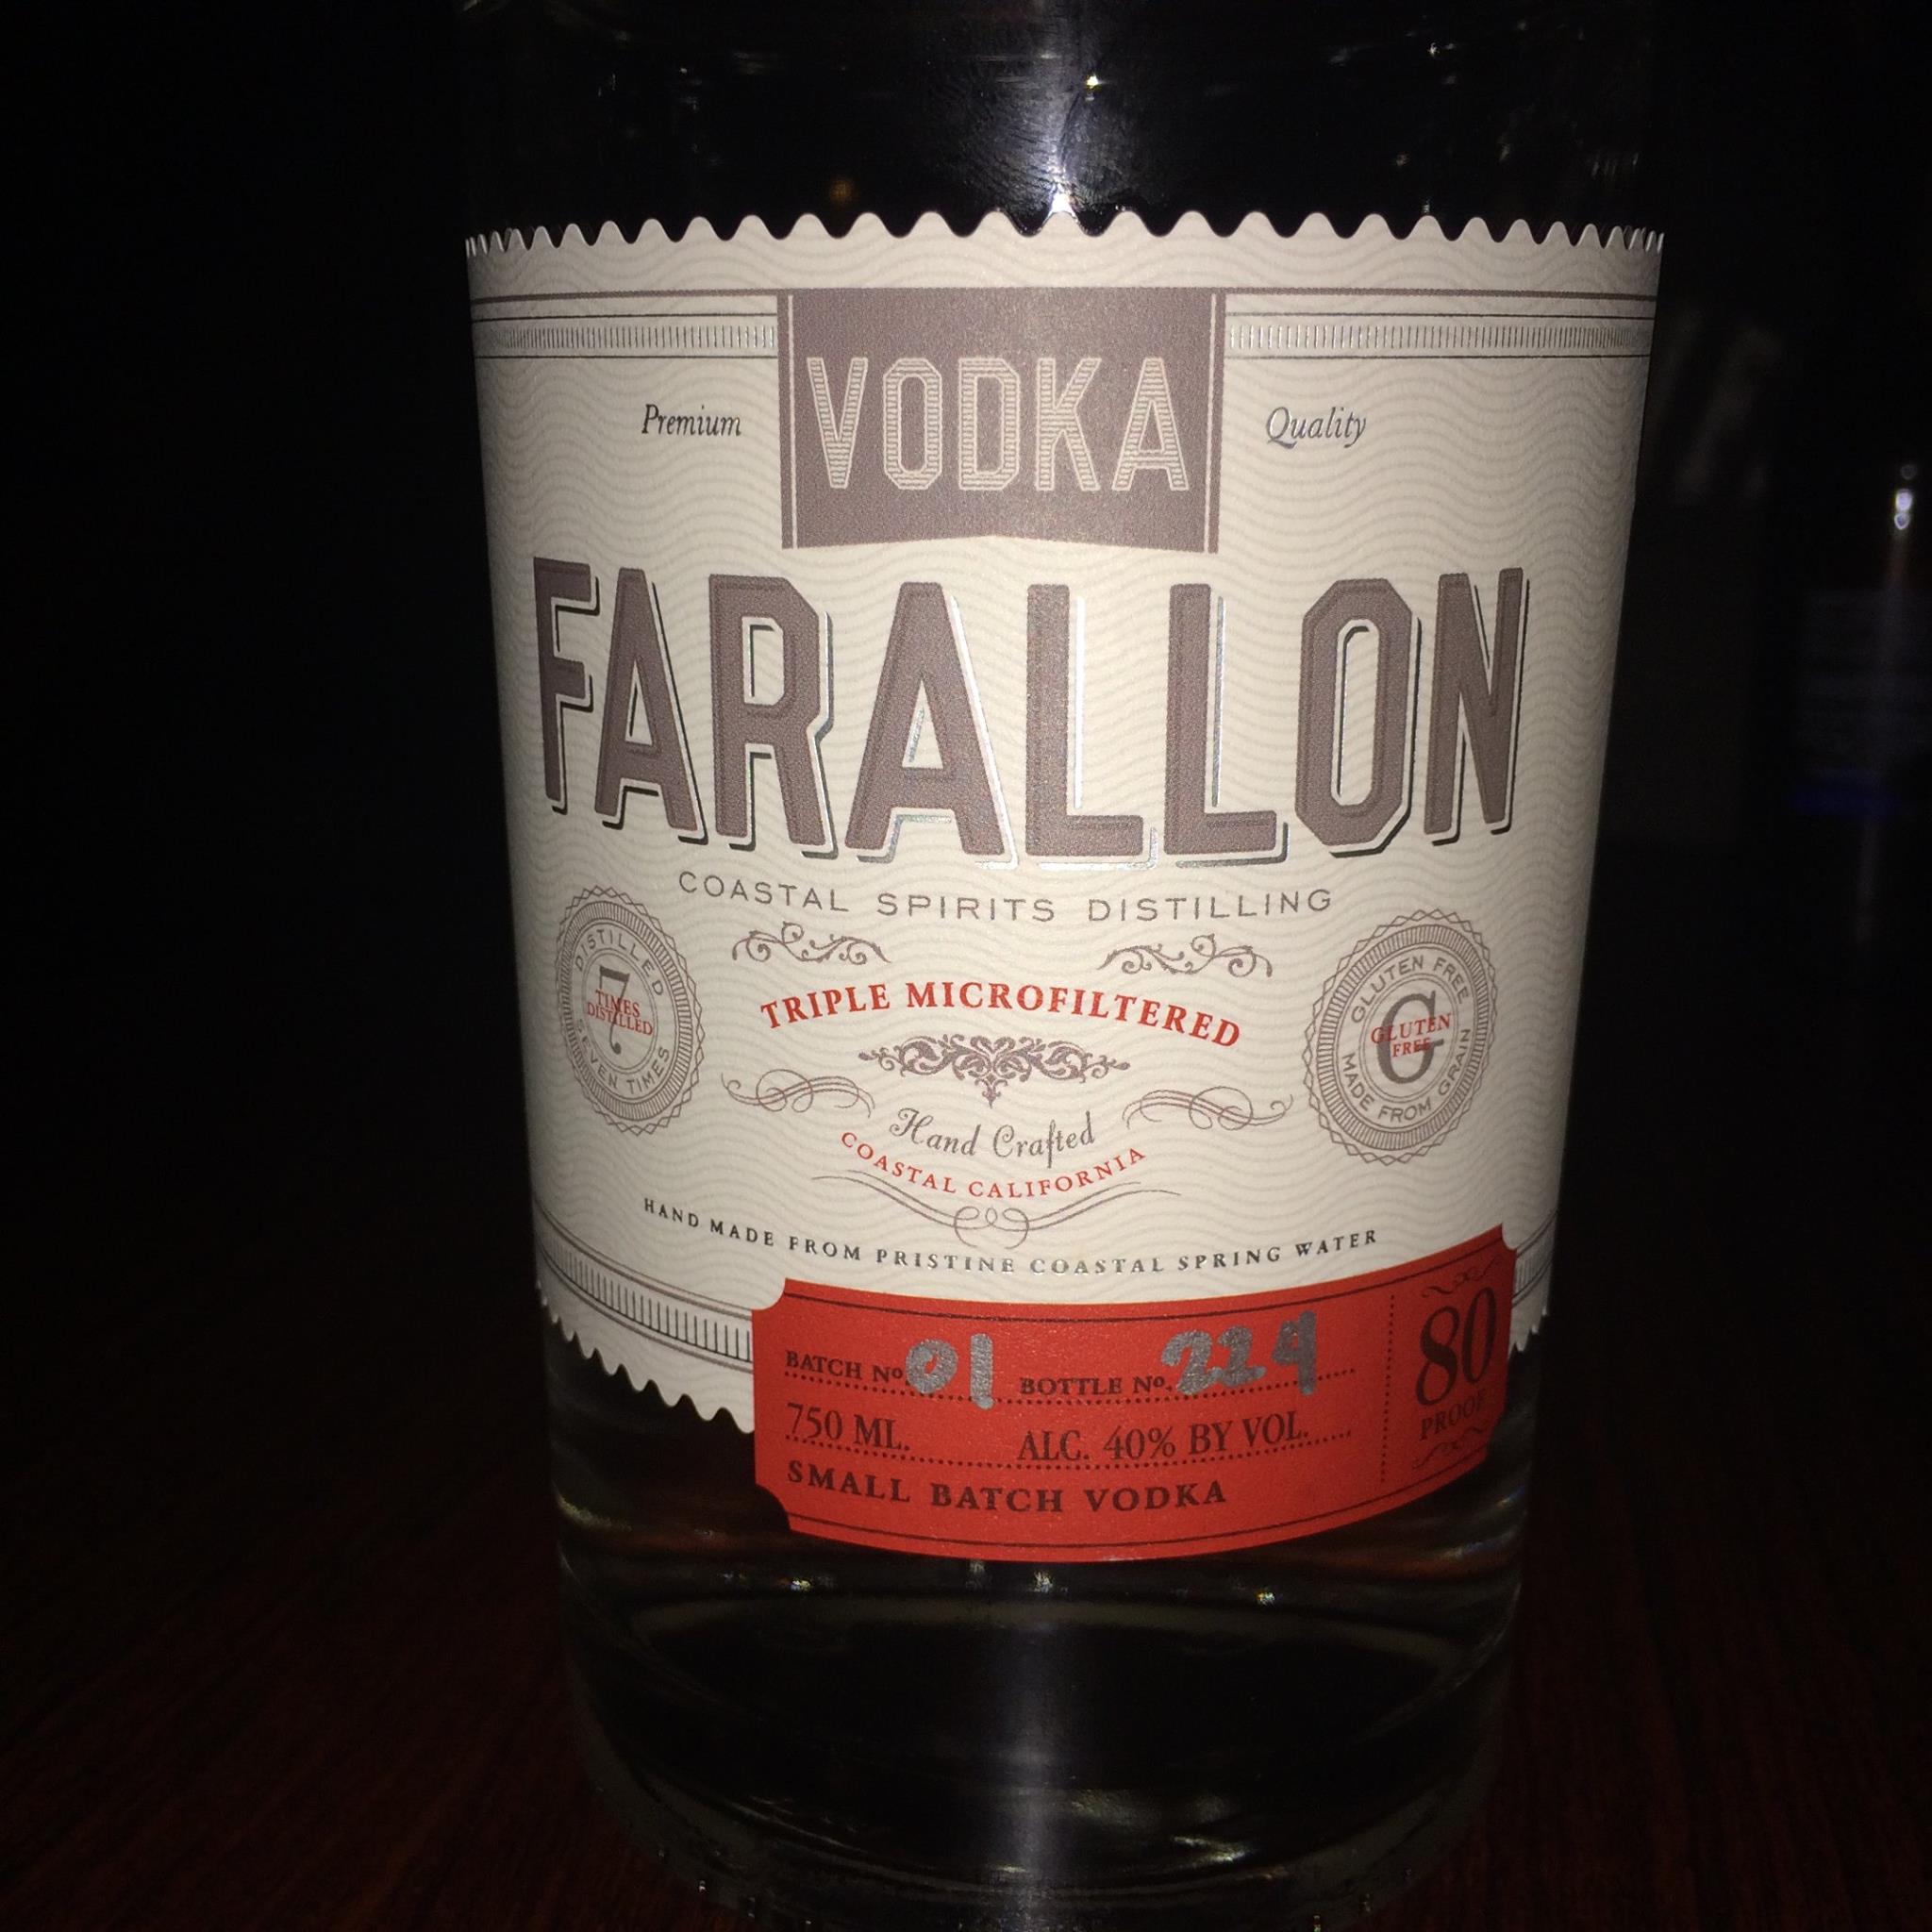 Premium VODKA Quality
FARALLON
COASTAL SPIRITS DISTILLING
DISTILLED
7
TIMES
DISTILLED
SEVEN TIMES
TRIPLE MICROFILTERED
GLUTEN FREE
G
GLUTEN
FREE
MADE FROM GRAIN
Hand Crafted
COASTAL CALIFORNIA
HAND MADE FROM PRISTINE COASTAL SPRING WATER
BATCH Nº 01 BOTTLE Nº. 229
750 ML. ALC. 40% BY VOL.
SMALL BATCH VODKA
80
PROOF